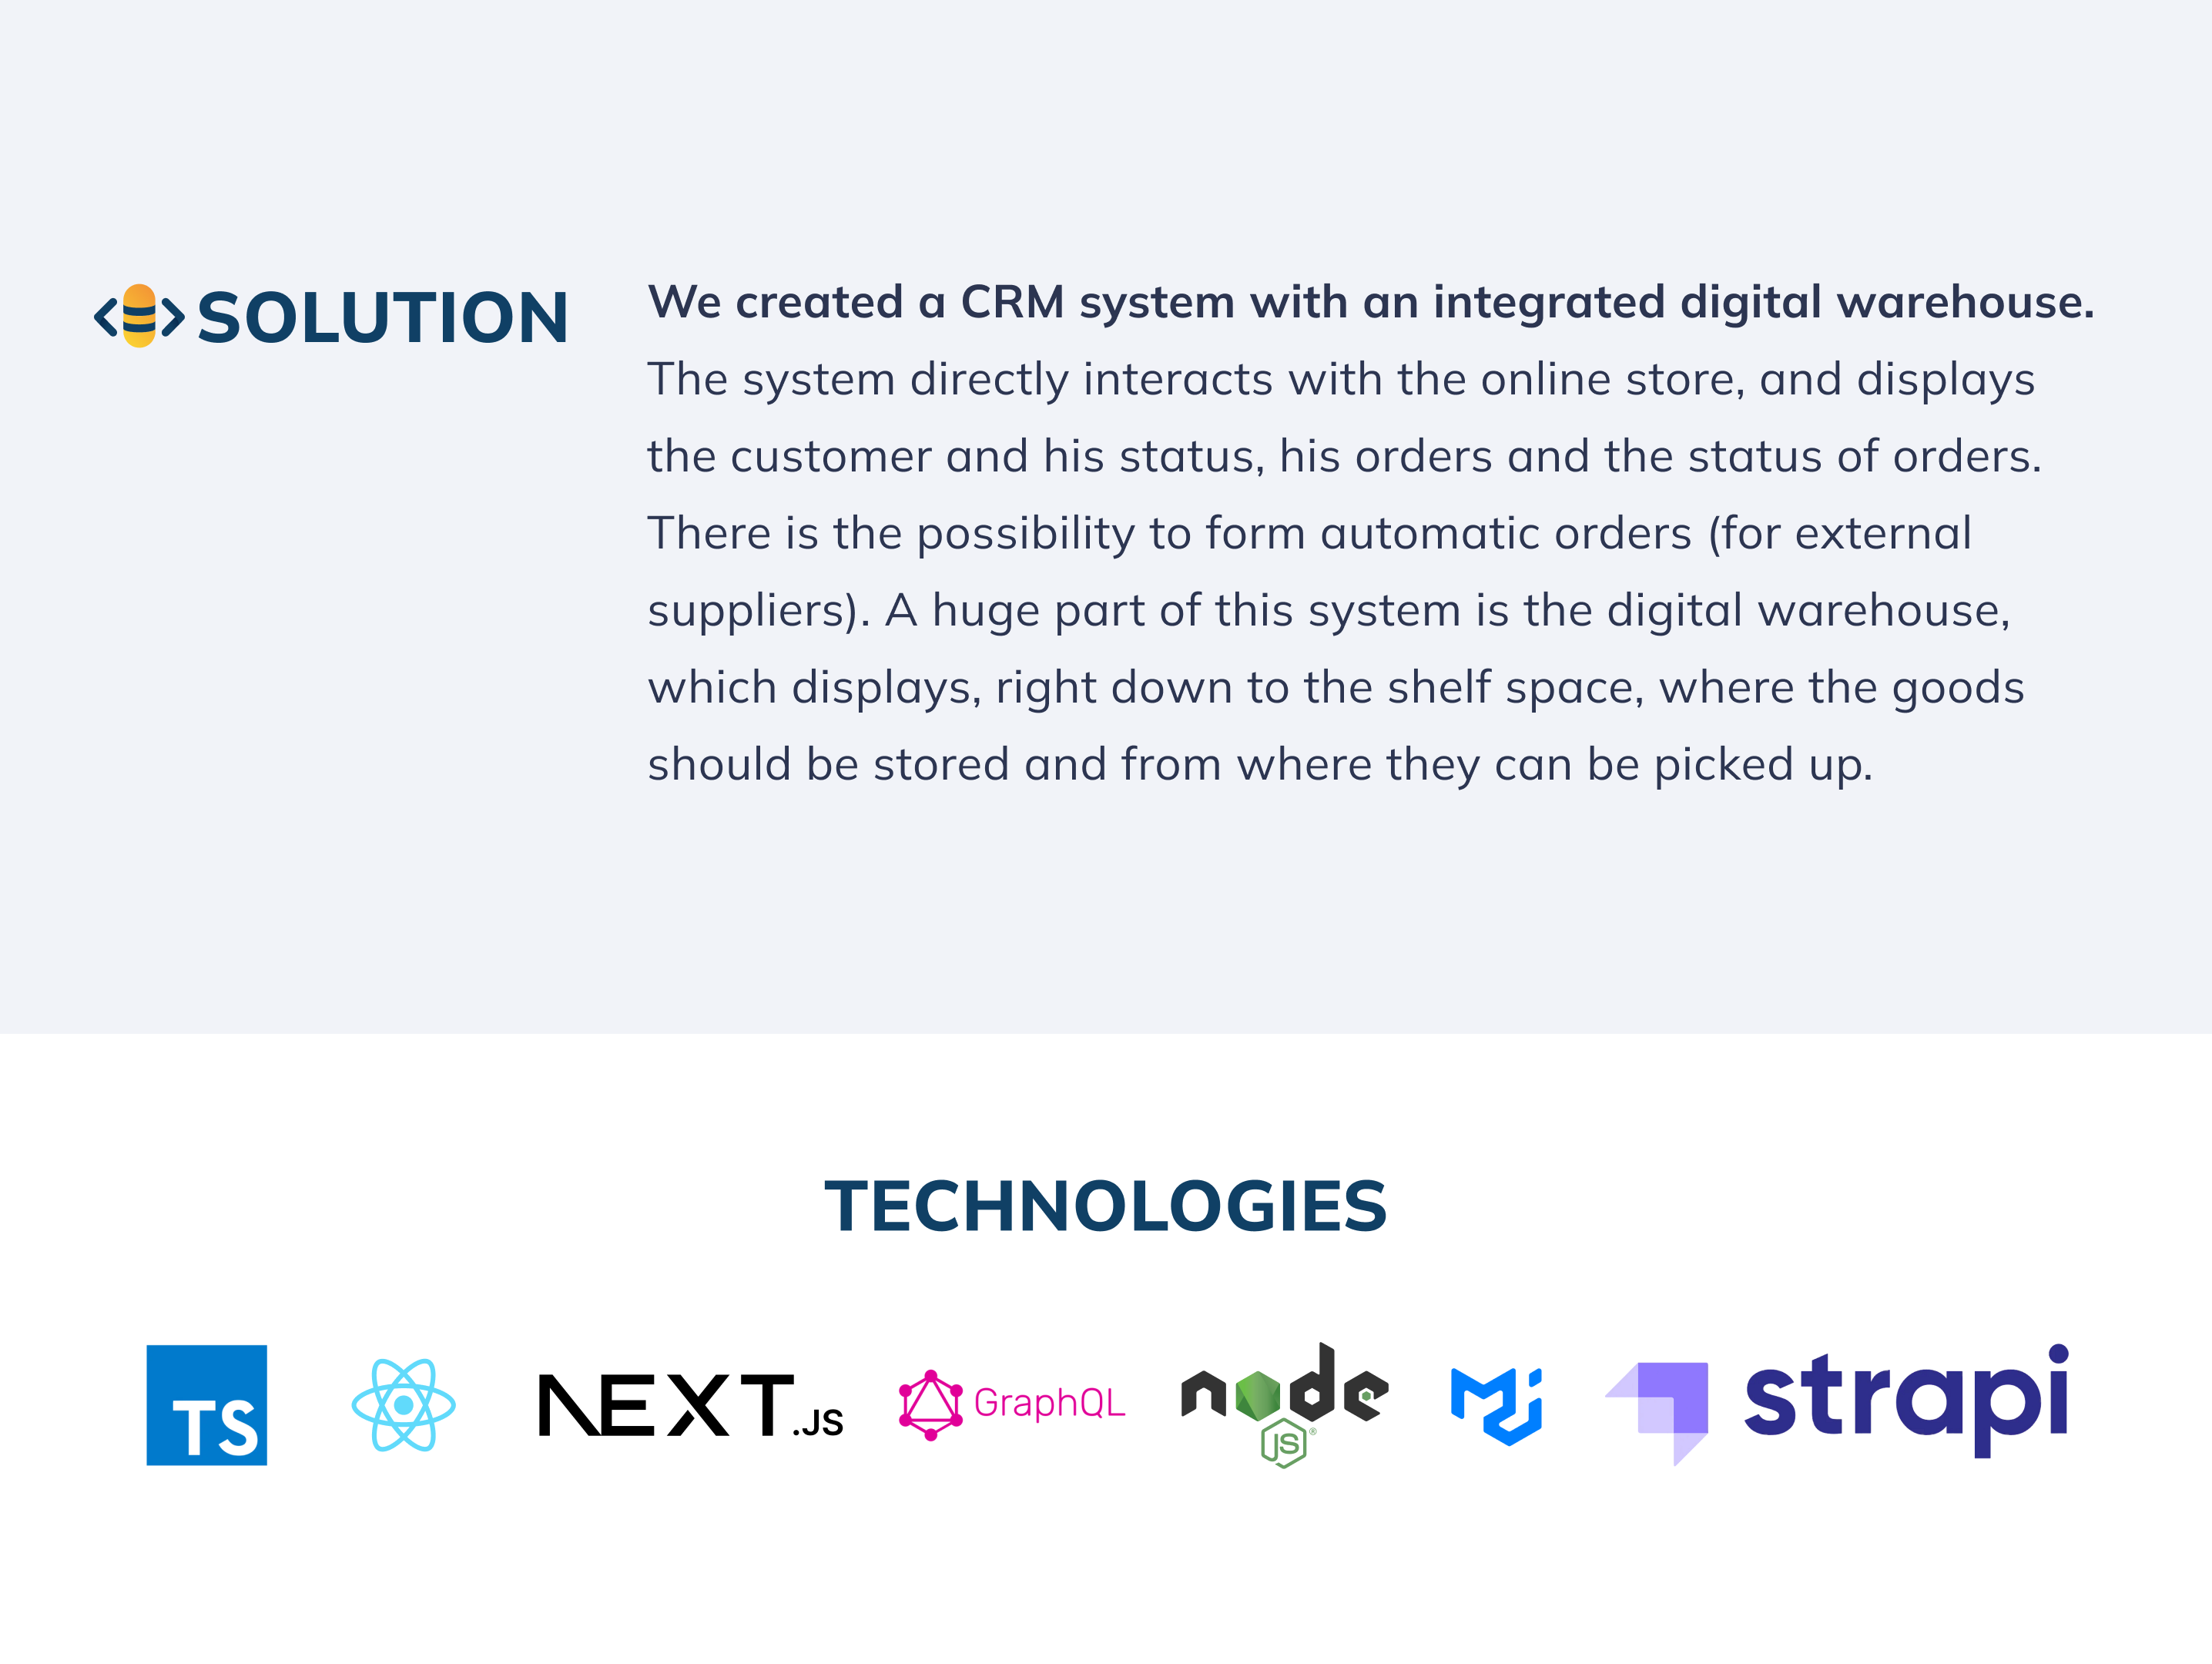 SOLUTION
We created a CRM system with an integrated digital warehouse.
The system directly interacts with the online store, and displays
the customer and his status, his orders and the status of orders.
There is the possibility to form automatic orders (for external
suppliers). A huge part of this system is the digital warehouse,
which displays, right down to the shelf space, where the goods
should be stored and from where they can be picked up.
TECHNOLOGIES
TS
NEXT.JS
GraphQL
node
JS®
MUI
strapi